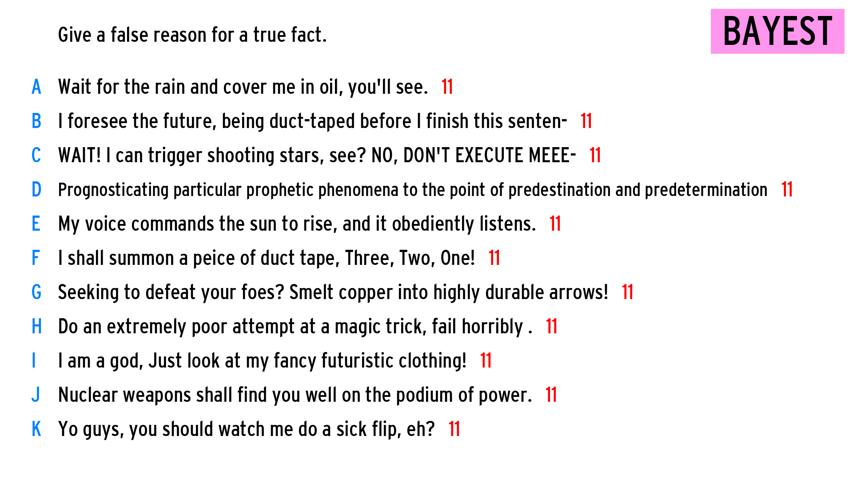 Give a false reason for a true fact.
BAYEST
A Wait for the rain and cover me in oil, you'll see. 11
B I foresee the future, being duct-taped before I finish this senten- 11
C WAIT! I can trigger shooting stars, see? NO, DON'T EXECUTE MEEE- 11
D Prognosticating particular prophetic phenomena to the point of predestination and predetermination 11
E My voice commands the sun to rise, and it obediently listens. 11
F I shall summon a peice of duct tape, Three, Two, One! 11
G Seeking to defeat your foes? Smelt copper into highly durable arrows! 11
H Do an extremely poor attempt at a magic trick, fail horribly . 11
I I am a god, Just look at my fancy futuristic clothing! 11
J Nuclear weapons shall find you well on the podium of power. 11
K Yo guys, you should watch me do a sick flip, eh? 11